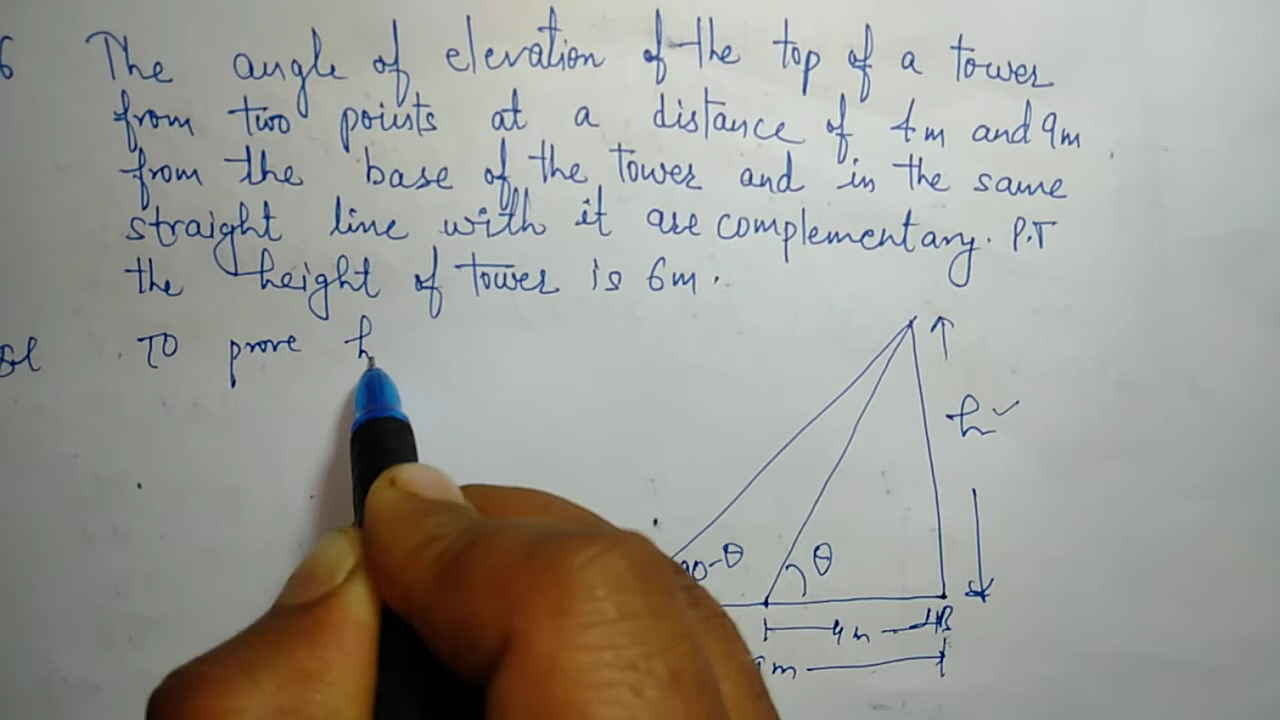 6 The angle of elevation of the top of a tower
from two points at a distance of 4m and 9m
from the base of the tower and in the same
straight line with it are complementary. P.T
the height of tower is 6m.
Sol To prove h
h
90-θ θ
4m B
m